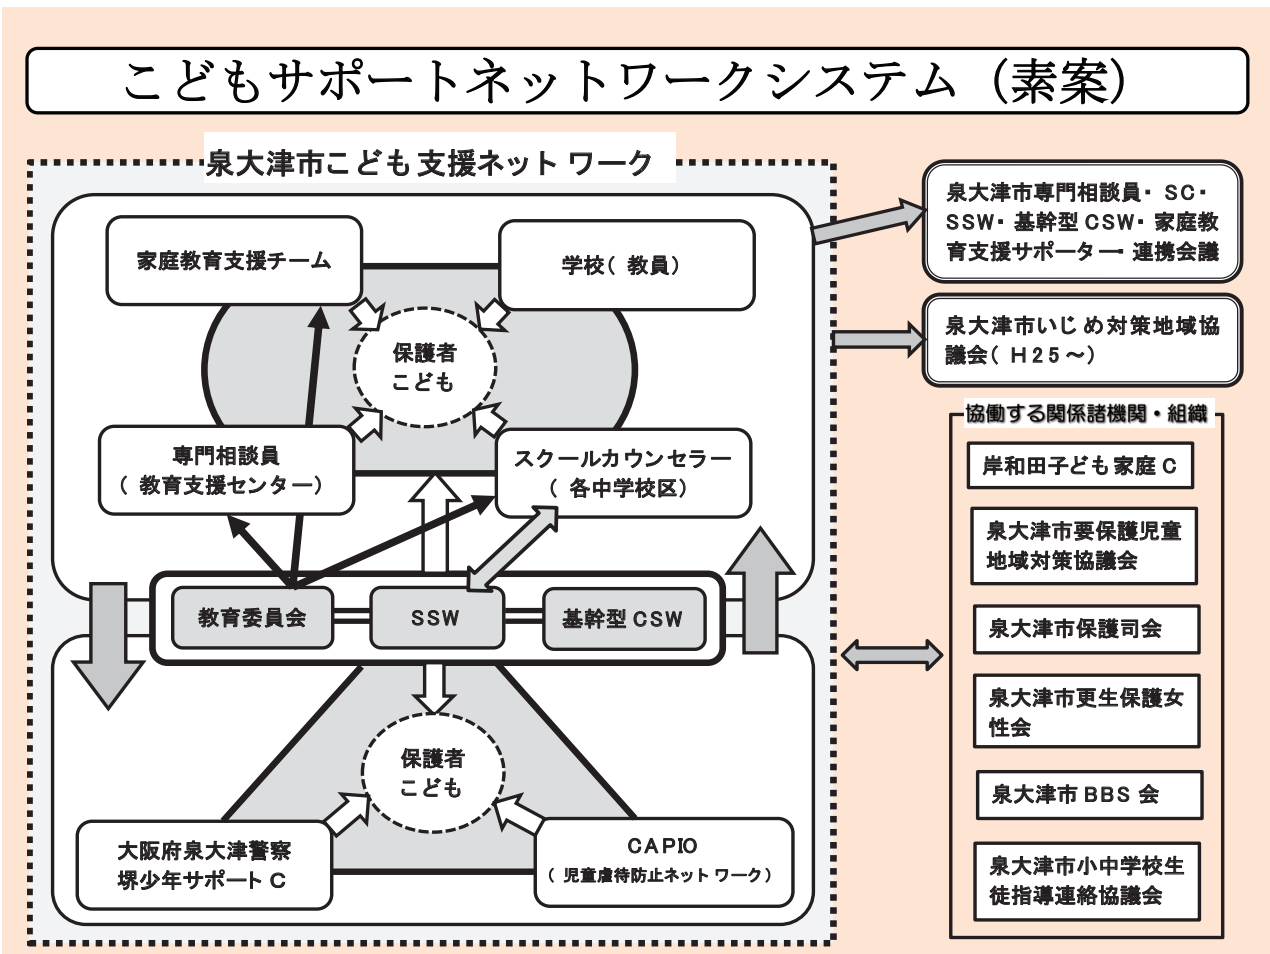 こどもサポートネットワークシステム（素案）
泉大津市こども支援ネットワーク
家庭教育支援チーム
学校（教員）
保護者
こども
専門相談員
（教育支援センター）
スクールカウンセラー
（各中学校区）
教育委員会
SSW
基幹型CSW
保護者
こども
大阪府泉大津警察
堺少年サポートC
CAPIO
（児童虐待防止ネットワーク）
泉大津市専門相談員・SC・
SSW・基幹型CSW・家庭教
育支援サポーター・連携会議
泉大津市いじめ対策地域協
議会（H25～）
協働する関係諸機関・組織
岸和田子ども家庭C
泉大津市要保護児童
地域対策協議会
泉大津市保護司会
泉大津市更生保護女
性会
泉大津市BBS会
泉大津市小中学校生
徒指導連絡協議会